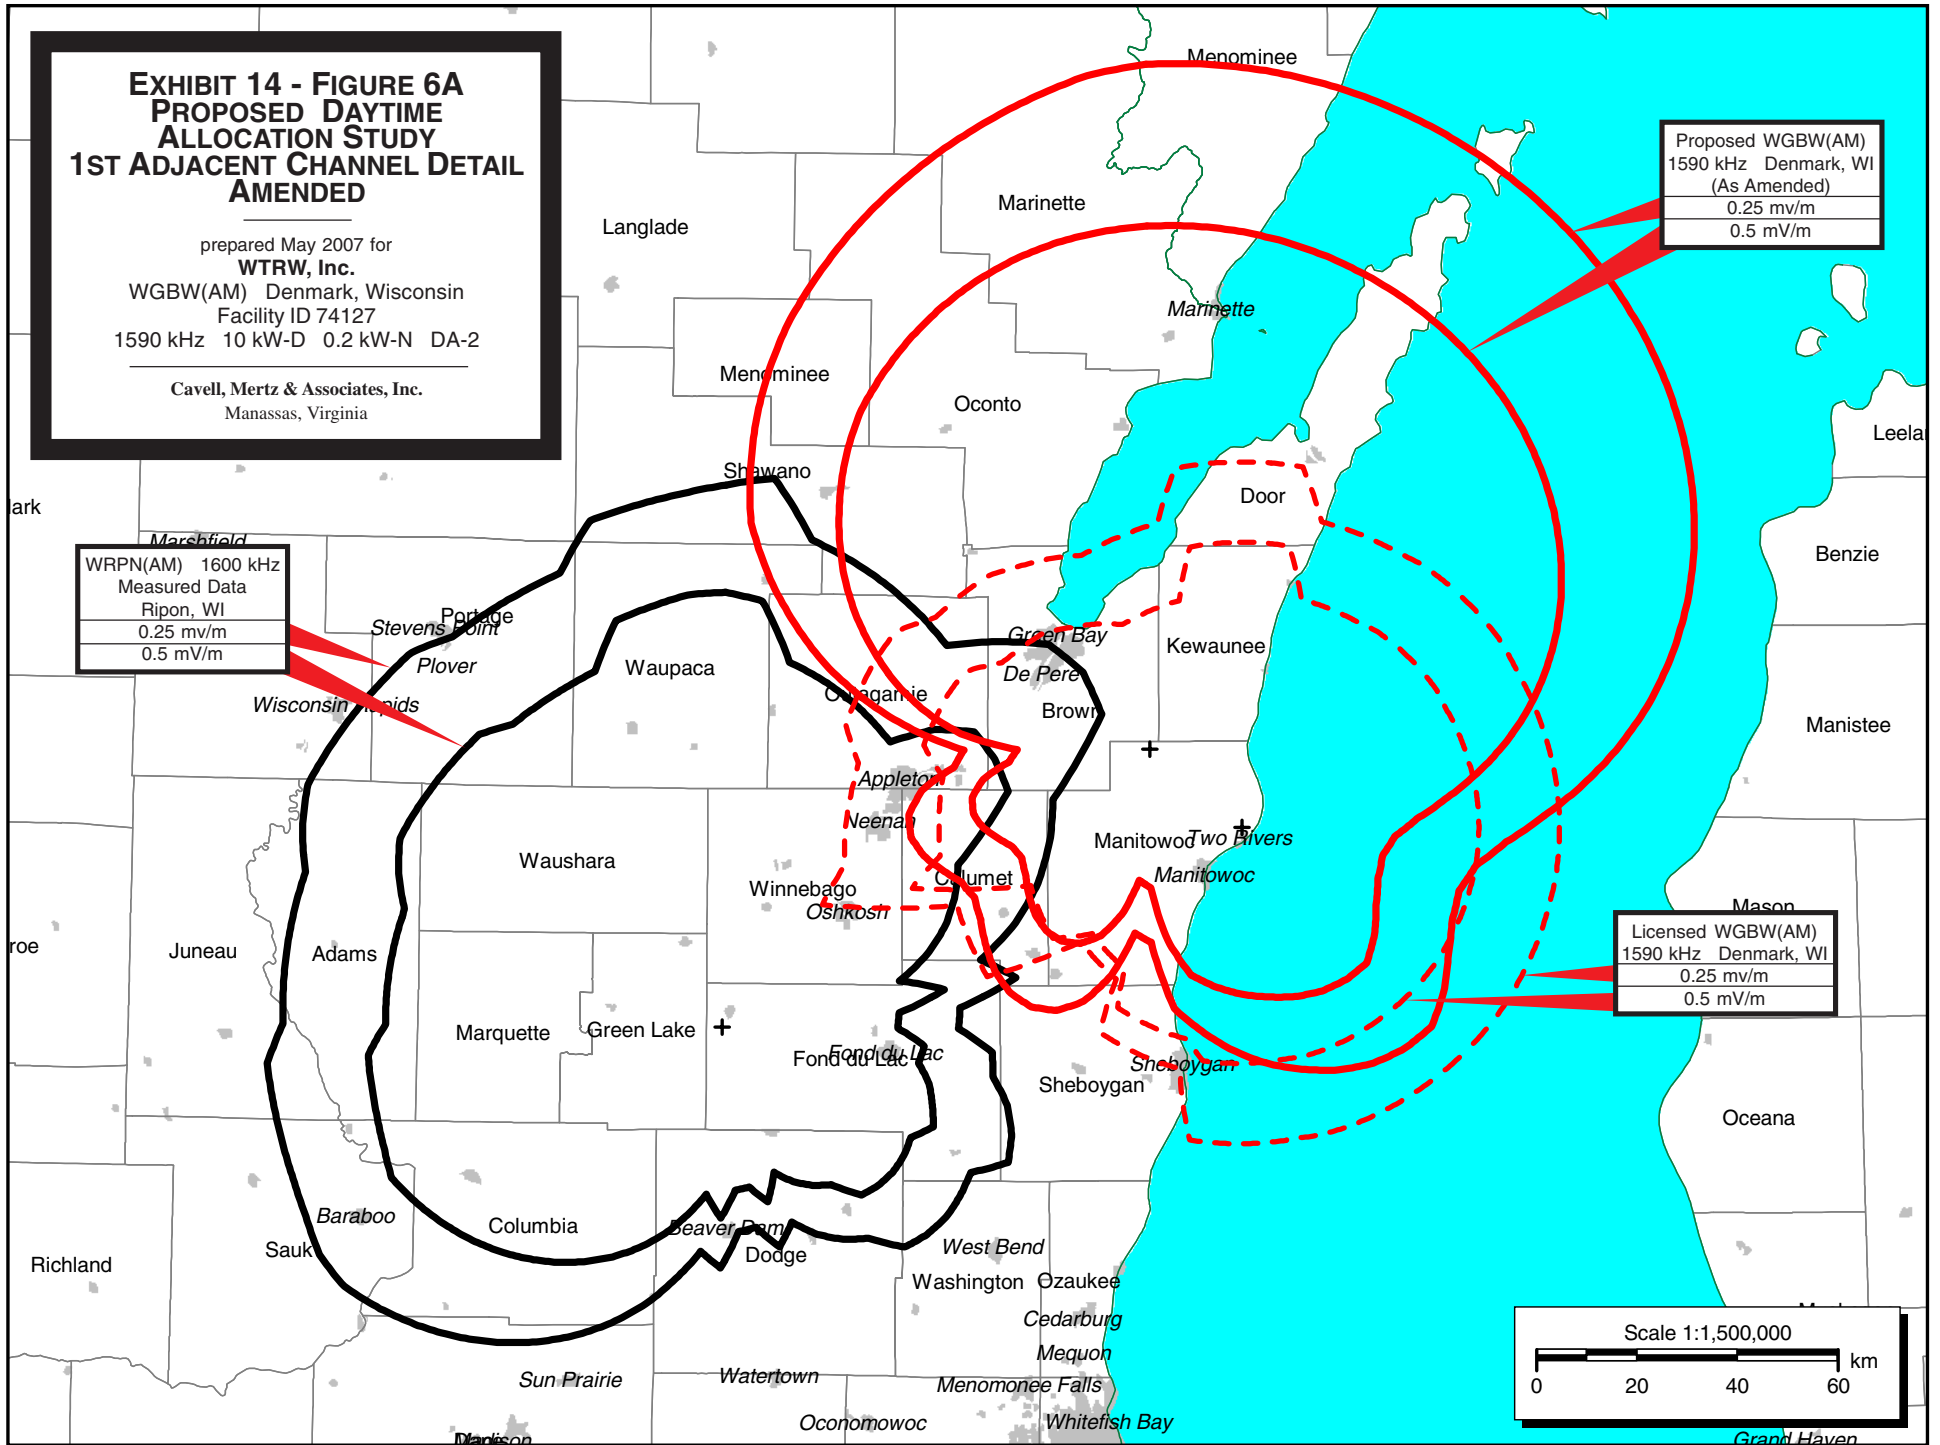 EXHIBIT 14 - FIGURE 6A
PROPOSED DAYTIME
ALLOCATION STUDY
1ST ADJACENT CHANNEL DETAIL
AMENDED
prepared May 2007 for
WTRW, Inc.
WGBW(AM) Denmark, Wisconsin
Facility ID 74127
1590 kHz 10 kW-D 0.2 kW-N DA-2
Cavell, Mertz & Associates, Inc.
Manassas, Virginia
Menominee
Proposed WGBW(AM)
1590 kHz Denmark, WI
(As Amended)
0.25 mv/m
0.5 mV/m
Langlade
Marinette
Marinette
Menominee
Oconto
Leela
Shawano
Door
lark
Marshfield
Benzie
WRPN(AM) 1600 kHz
Measured Data
Ripon, WI
0.25 mv/m
0.5 mV/m
Portage
Stevens Point
Plover
Green Bay
Kewaunee
Waupaca
De Pere
Outagamie
Wisconsin Rapids
Brown
Manistee
Appleton
Neenah
Manitowoc
Two Rivers
Waushara
Calumet
Manitowoc
Winnebago
Oshkosh
Mason
roe
Juneau
Adams
Licensed WGBW(AM)
1590 kHz Denmark, WI
0.25 mv/m
0.5 mV/m
Marquette
Green Lake
Fond du Lac
Fond du Lac
Sheboygan
Sheboygan
Oceana
Baraboo
Columbia
Beaver Dam
Sauk
Dodge
West Bend
Richland
Washington
Ozaukee
Cedarburg
Mequon
Sun Prairie
Watertown
Menomonee Falls
Oconomowoc
Whitefish Bay
Madison
Dane
Scale 1:1,500,000
km
0 20 40 60
Grand Haven